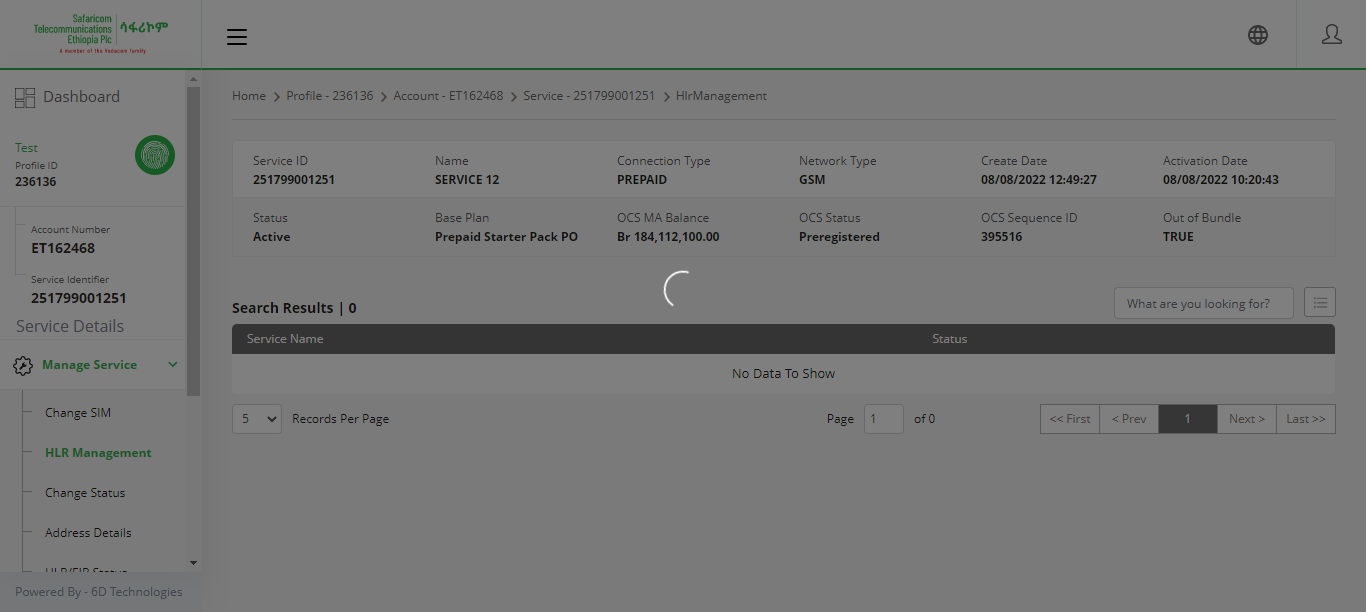 Safaricom
Telecommunications
Ethiopia Plc
ሳፋሪኮም
A member of the Vodacom family
Dashboard
Home > Profile - 236136 > Account - ET162468 > Service - 251799001251 > HlrManagement
Test
Profile ID
236136
Account Number
ET162468
Service Identifier
251799001251
Service Details
Manage Service
Change SIM
HLR Management
Change Status
Address Details
HLR/EIR Status
Powered By - 6D Technologies
Service ID Name Connection Type Network Type Create Date Activation Date
251799001251 SERVICE 12 PREPAID GSM 08/08/2022 12:49:27 08/08/2022 10:20:43
Status Base Plan OCS MA Balance OCS Status OCS Sequence ID Out of Bundle
Active Prepaid Starter Pack PO Br 184,112,100.00 Preregistered 395516 TRUE
Search Results | 0 What are you looking for?
Service Name Status
No Data To Show
5 Records Per Page Page 1 of 0 << First < Prev 1 Next > Last >>